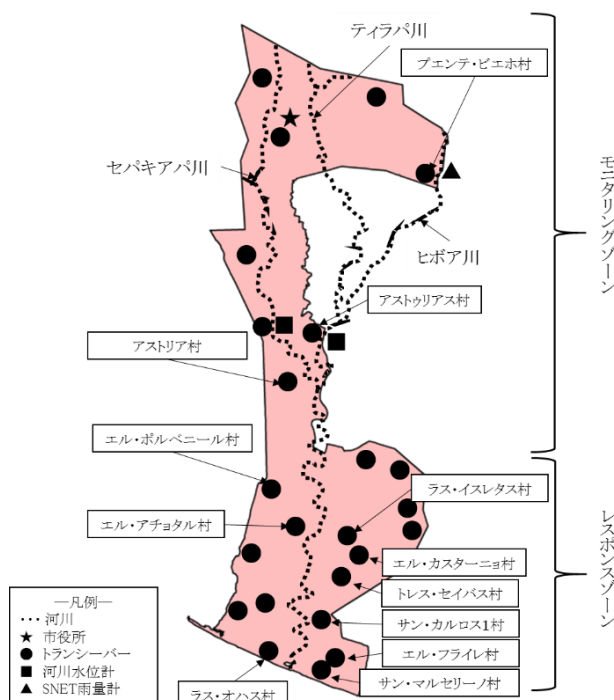 ティラパ川
プエンテ・ビエホ村
セパキアパ川
ヒボア川
モニタリングゾーン
アストゥリアス村
アストリア村
エル・ポルベニール村
ラス・イスレタス村
エル・アチョタル村
レスポンスゾーン
エル・カスターニョ村
トレス・セイバス村
サン・カルロス1村
エル・フライレ村
サン・マルセリーノ村
ラス・オハス村
―凡例―
河川
市役所
トランシーバー
河川水位計
SNET雨量計